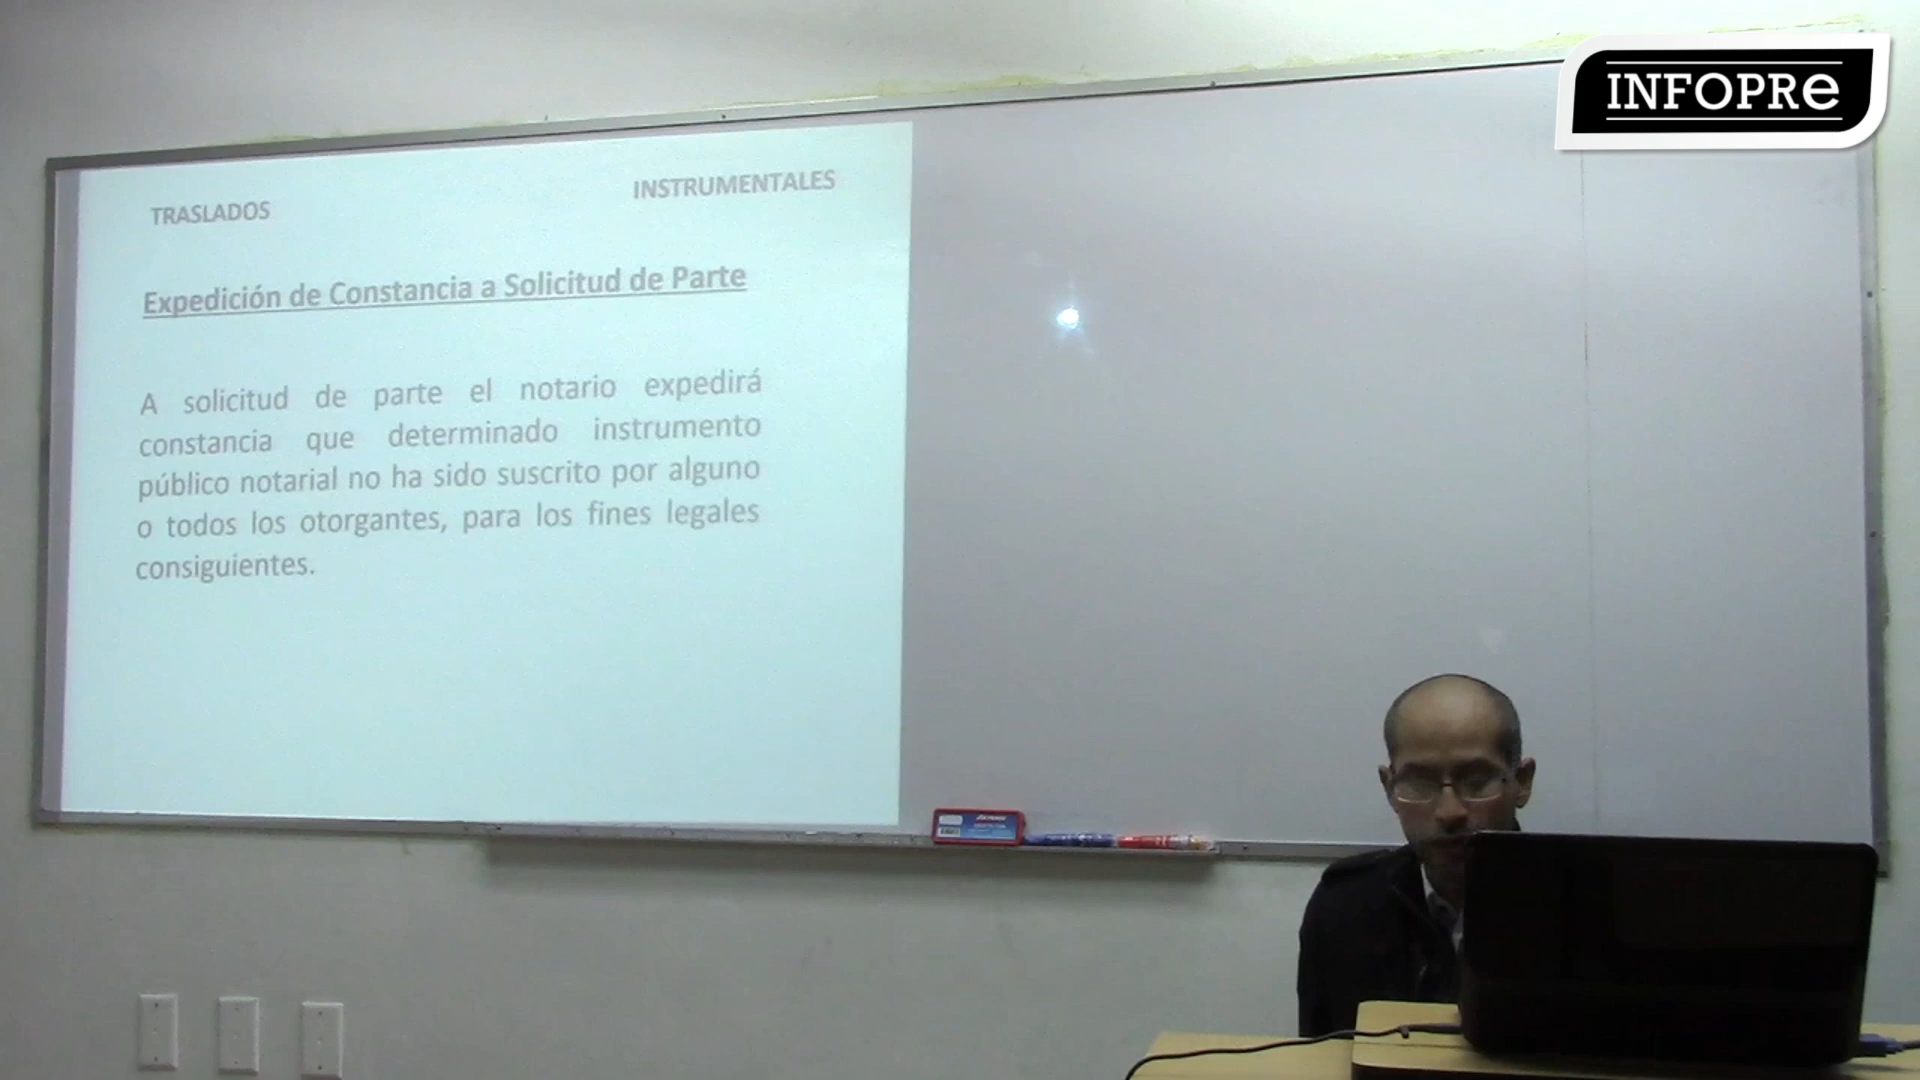 INFOPRe
TRASLADOS
INSTRUMENTALES
Expedición de Constancia a Solicitud de Parte
A solicitud de parte el notario expedirá
constancia que determinado instrumento
público notarial no ha sido suscrito por alguno
o todos los otorgantes, para los fines legales
consiguientes.